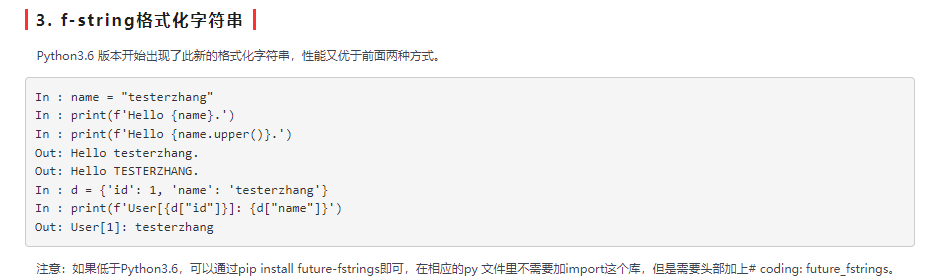 3. f-string格式化字符串
Python3.6 版本开始出现了此新的格式化字符串，性能又优于前面两种方式。
In : name = "testerzhang"
In : print(f'Hello {name}.')
In : print(f'Hello {name.upper()}.')
Out: Hello testerzhang.
Out: Hello TESTERZHANG.
In : d = {'id': 1, 'name': 'testerzhang'}
In : print(f'User[{d["id"]}]: {d["name"]}')
Out: User[1]: testerzhang
注意：如果低于Python3.6，可以通过pip install future-fstrings即可，在相应的py 文件里不需要加import这个库，但是需要头部加上# coding: future_fstrings。